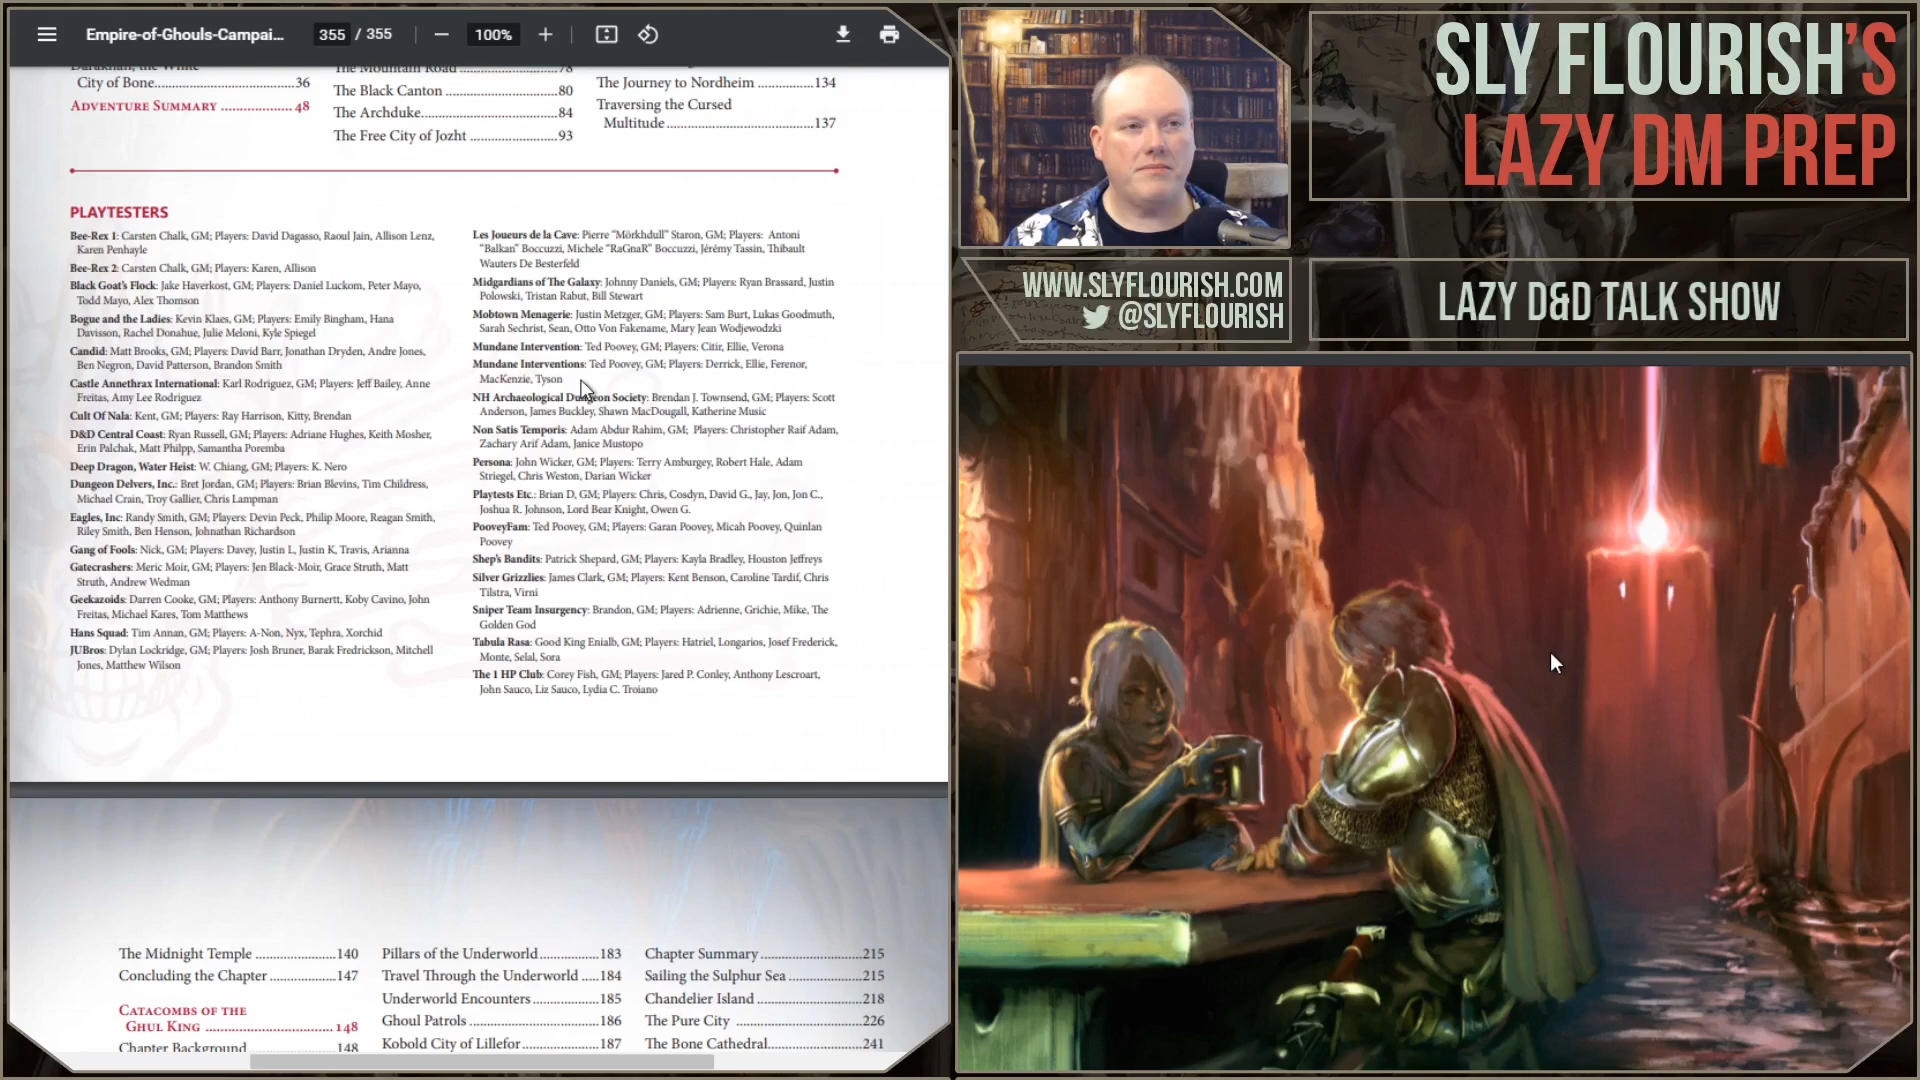 Empire-of-Ghouls-Campai...
355 / 355
100%
City of Bone 36
ADVENTURE SUMMARY 48
The Mountain Road 78
The Black Canton 80
The Archduke 84
The Free City of Jozht 93
The Journey to Nordheim 134
Traversing the Cursed
Multitude 137
PLAYTESTERS
Bee-Rex 1: Carsten Chalk, GM; Players: David Dagasso, Raoul Jain, Allison Lenz,
Karen Penhayle
Bee-Rex 2: Carsten Chalk, GM; Players: Karen, Allison
Black Goat's Flock: Jake Haverkost, GM; Players: Daniel Luckom, Peter Mayo,
Todd Mayo, Alex Thomson
Bogue and the Ladies: Kevin Klaes, GM; Players: Emily Bingham, Hana
Davisson, Rachel Donahue, Julie Meloni, Kyle Spiegel
Candid: Matt Brooks, GM; Players: David Barr, Jonathan Dryden, Andre Jones,
Ben Negron, David Patterson, Brandon Smith
Castle Annethrax International: Karl Rodriguez, GM; Players: Jeff Bailey, Anne
Freitas, Amy Lee Rodriguez
Cult Of Nala: Kent, GM; Players: Ray Harrison, Kitty, Brendan
D&D Central Coast: Ryan Russell, GM; Players: Adriane Hughes, Keith Mosher,
Erin Palchak, Matt Philpp, Samantha Poremba
Deep Dragon, Water Heist: W. Chiang, GM; Players: K. Nero
Dungeon Delvers, Inc.: Bret Jordan, GM; Players: Brian Blevins, Tim Childress,
Michael Crain, Troy Gallier, Chris Lampman
Eagles, Inc: Randy Smith, GM; Players: Devin Peck, Philip Moore, Reagan Smith,
Riley Smith, Ben Henson, Johnathan Richardson
Gang of Fools: Nick, GM; Players: Davey, Justin L, Justin K, Travis, Arianna
Gatecrashers: Meric Moir, GM; Players: Jen Black-Moir, Grace Struth, Matt
Struth, Andrew Wedman
Geekazoids: Darren Cooke, GM; Players: Anthony Burnertt, Koby Cavino, John
Freitas, Michael Kares, Tom Matthews
Hans Squad: Tim Annan, GM; Players: A-Non, Nyx, Tephra, Xorchid
JUBros: Dylan Lockridge, GM; Players: Josh Bruner, Barak Fredrickson, Mitchell
Jones, Matthew Wilson
Les Joueurs de la Cave: Pierre "Mörkhdull" Staron, GM; Players: Antoni
"Balkan" Boccuzzi, Michele "RaGnaR" Boccuzzi, Jérémy Tassin, Thibault
Wauters De Besterfeld
Midgardians of The Galaxy: Johnny Daniels, GM; Players: Ryan Brassard, Justin
Polowski, Tristan Rabut, Bill Stewart
Mobtown Menagerie: Justin Metzger, GM; Players: Sam Burt, Lukas Goodmuth,
Sarah Sechrist, Sean, Otto Von Fakename, Mary Jean Wodjewodzki
Mundane Intervention: Ted Poovey, GM; Players: Citir, Ellie, Verona
Mundane Interventions: Ted Poovey, GM; Players: Derrick, Ellie, Ferenor,
MacKenzie, Tyson
NH Archaeological Dungeon Society: Brendan J. Townsend, GM; Players: Scott
Anderson, James Buckley, Shawn MacDougall, Katherine Music
Non Satis Temporis: Adam Abdur Rahim, GM; Players: Christopher Raif Adam,
Zachary Arif Adam, Janice Mustopo
Persona: John Wicker, GM; Players: Terry Amburgey, Robert Hale, Adam
Striegel, Chris Weston, Darian Wicker
Playtests Etc.: Brian D, GM; Players: Chris, Cosdyn, David G., Jay, Jon, Jon C.,
Joshua R. Johnson, Lord Bear Knight, Owen G.
PooveyFam: Ted Poovey, GM; Players: Garan Poovey, Micah Poovey, Quinlan
Poovey
Shep's Bandits: Patrick Shepard, GM; Players: Kayla Bradley, Houston Jeffreys
Silver Grizzlies: James Clark, GM; Players: Kent Benson, Caroline Tardif, Chris
Tilstra, Virni
Sniper Team Insurgency: Brandon, GM; Players: Adrienne, Grichie, Mike, The
Golden God
Tabula Rasa: Good King Enialb, GM; Players: Hatriel, Longarios, Josef Frederick,
Monte, Selal, Sora
The 1 HP Club: Corey Fish, GM; Players: Jared P. Conley, Anthony Lescroart,
John Sauco, Liz Sauco, Lydia C. Troiano
The Midnight Temple 140
Concluding the Chapter 147
CATACOMBS OF THE
GHUL KING 148
Chapter Background 148
Pillars of the Underworld 183
Travel Through the Underworld 184
Underworld Encounters 185
Ghoul Patrols 186
Kobold City of Lillefor 187
Chapter Summary 215
Sailing the Sulphur Sea 215
Chandelier Island 218
The Pure City 226
The Bone Cathedral 241
SLY FLOURISH'S
LAZY DM PREP
WWW.SLYFLOURISH.COM
@SLYFLOURISH
LAZY D&D TALK SHOW